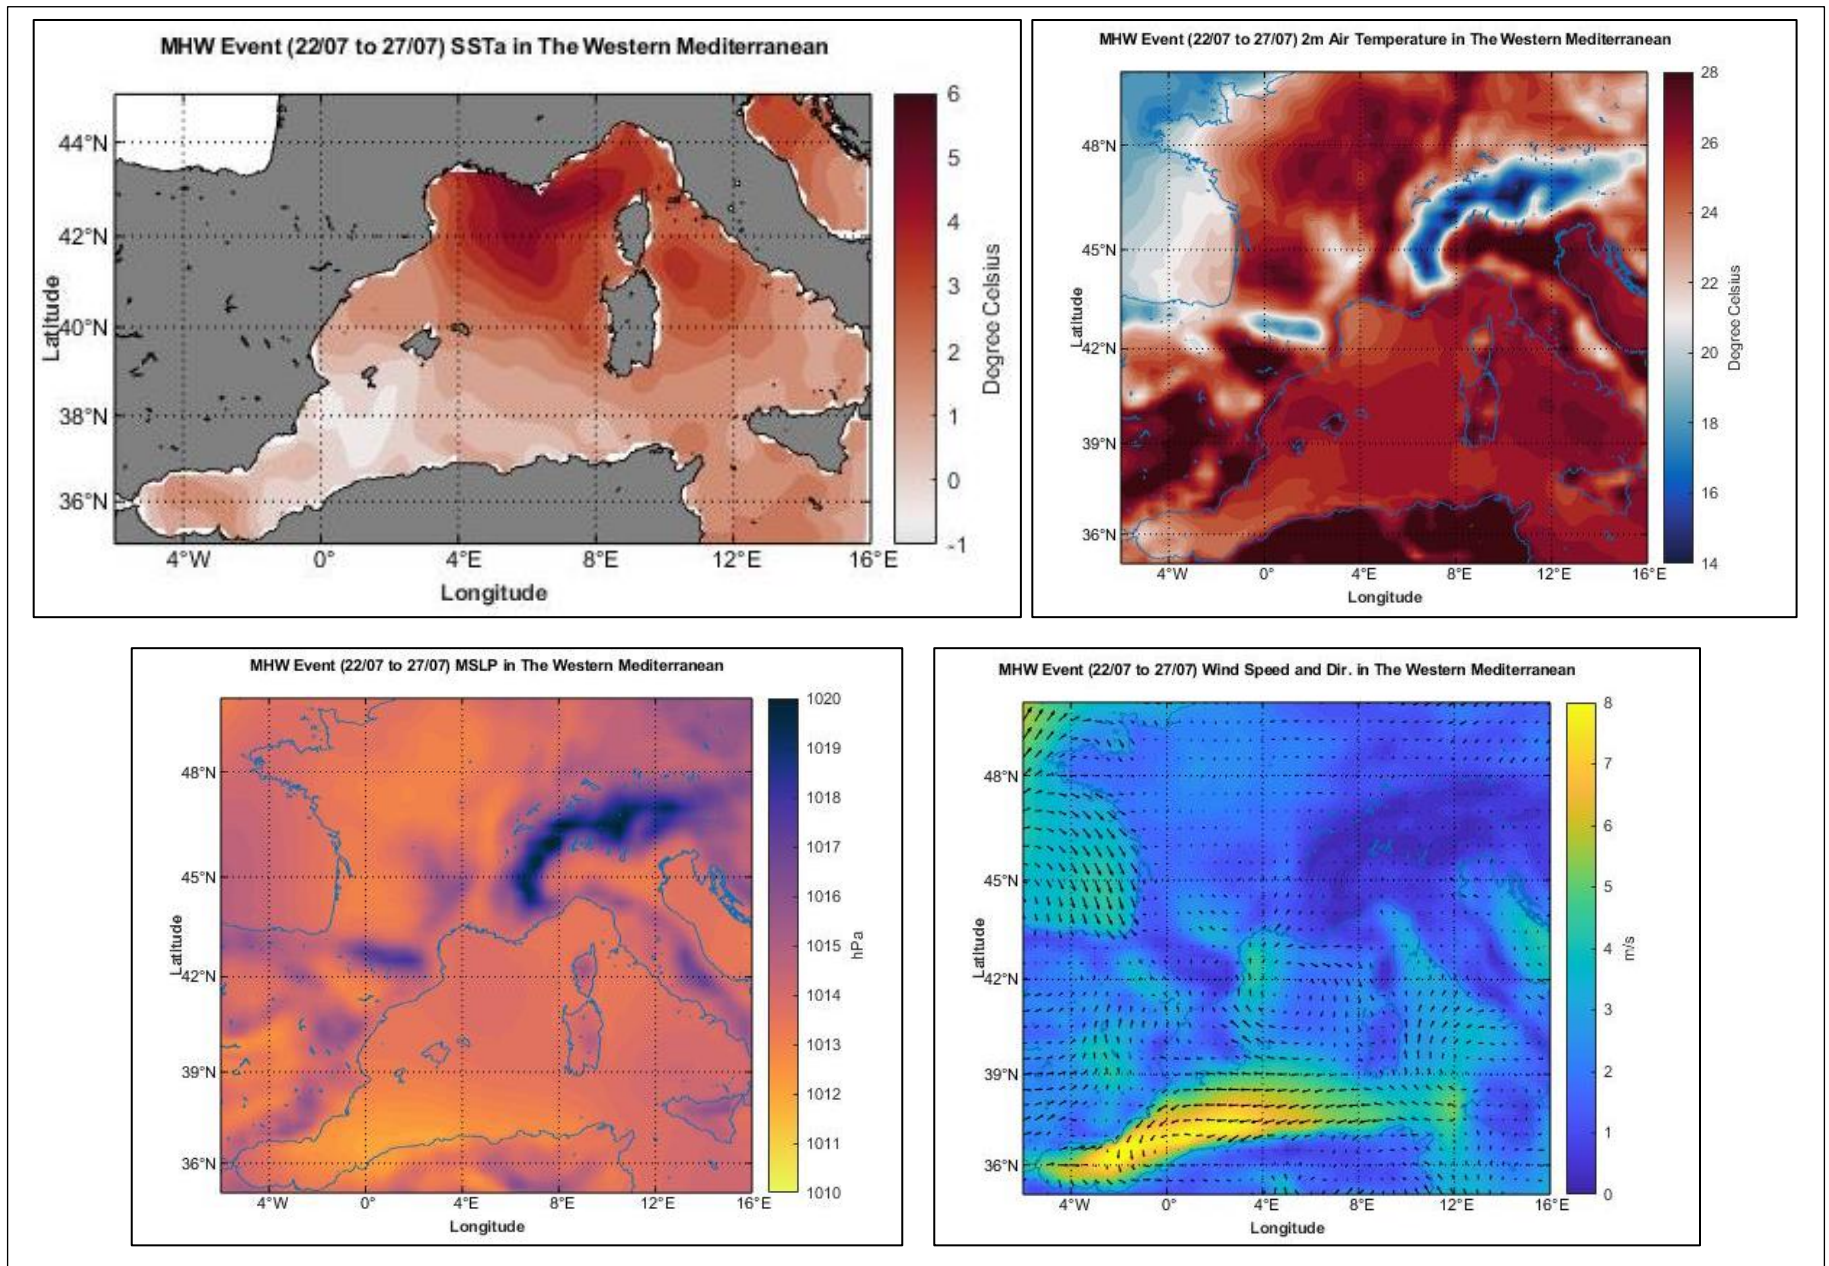 MHW Event (22/07 to 27/07) SSTa in The Western Mediterranean
44°N
42°N
40°N
38°N
36°N
Latitude
4°W
0°
4°E
8°E
12°E
16°E
Longitude
6
5
4
3
2
1
0
-1
Degree Celsius
MHW Event (22/07 to 27/07) 2m Air Temperature in The Western Mediterranean
48°N
45°N
42°N
39°N
36°N
Latitude
4°W
0°
4°E
8°E
12°E
16°E
Longitude
28
26
24
22
20
18
16
14
Degree Celsius
MHW Event (22/07 to 27/07) MSLP in The Western Mediterranean
48°N
45°N
42°N
39°N
36°N
Latitude
4°W
0°
4°E
8°E
12°E
16°E
Longitude
1020
1019
1018
1017
1016
1015
1014
1013
1012
1011
1010
hPa
MHW Event (22/07 to 27/07) Wind Speed and Dir. in The Western Mediterranean
48°N
45°N
42°N
39°N
36°N
Latitude
4°W
0°
4°E
8°E
12°E
16°E
Longitude
8
7
6
5
4
3
2
1
0
m/s